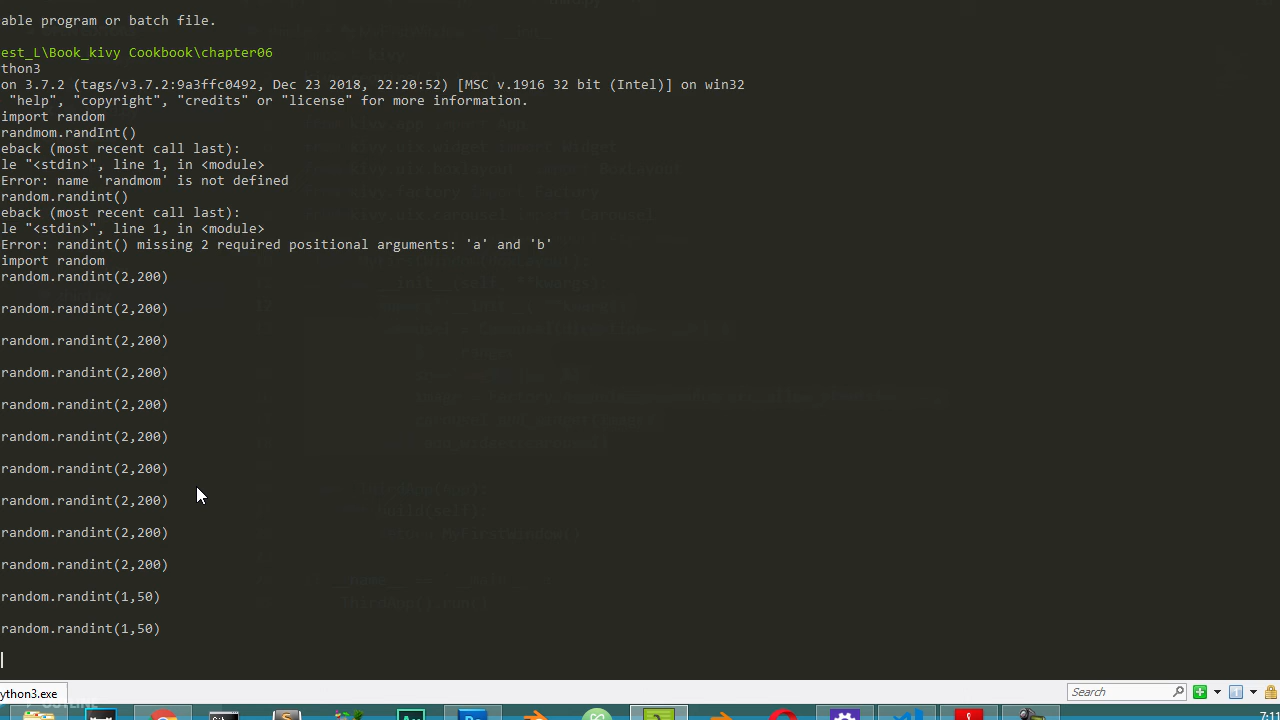 able program or batch file.
est_L\Book_kivy Cookbook\chapter06
thon3
on 3.7.2 (tags/v3.7.2:9a3ffc0492, Dec 23 2018, 22:20:52) [MSC v.1916 32 bit (Intel)] on win32
"help", "copyright", "credits" or "license" for more information.
import random
randmom.randInt()
eback (most recent call last):
le "<stdin>", line 1, in <module>
Error: name 'randmom' is not defined
random.randint()
eback (most recent call last):
le "<stdin>", line 1, in <module>
Error: randint() missing 2 required positional arguments: 'a' and 'b'
import random
random.randint(2,200)
random.randint(2,200)
random.randint(2,200)
random.randint(2,200)
random.randint(2,200)
random.randint(2,200)
random.randint(2,200)
random.randint(2,200)
random.randint(2,200)
random.randint(2,200)
random.randint(1,50)
random.randint(1,50)
ython3.exe
Search
OUTLINE
7:11